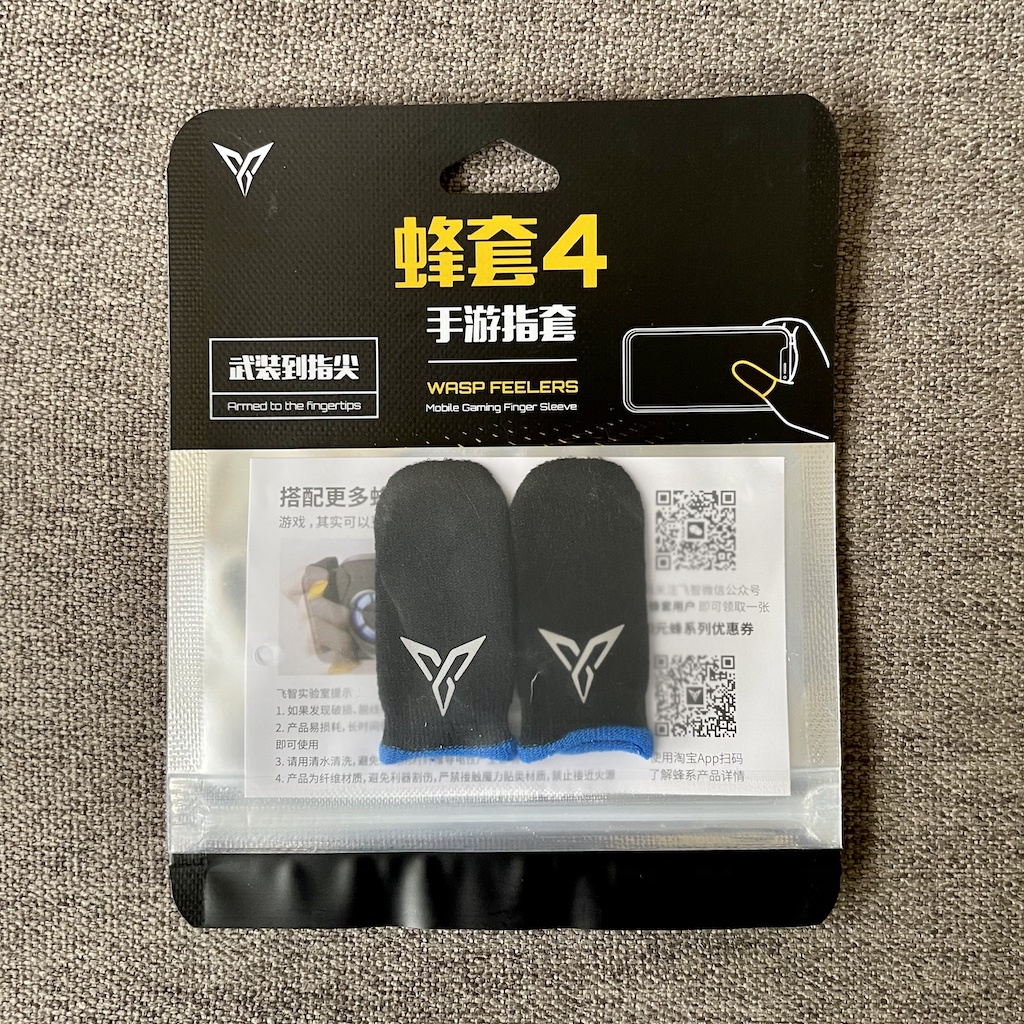 蜂套4
手游指套
WASP FEELERS
Mobile Gaming Finger Sleeve
武装到指尖
Armed to the fingertips
搭配更多
游戏，其实可以
关注飞智微信公众号
蜂套用户 即可领取一张
元蜂系列优惠券
飞智实验室提示
1. 如果发现破损、
2. 产品易损耗，长时间
即可使用
3. 请用清水清洗，避免
4. 产品为纤维材质，避免利器割伤，严禁接触魔力贴类材质，禁止接近火源
使用淘宝App扫码
了解蜂系产品详情